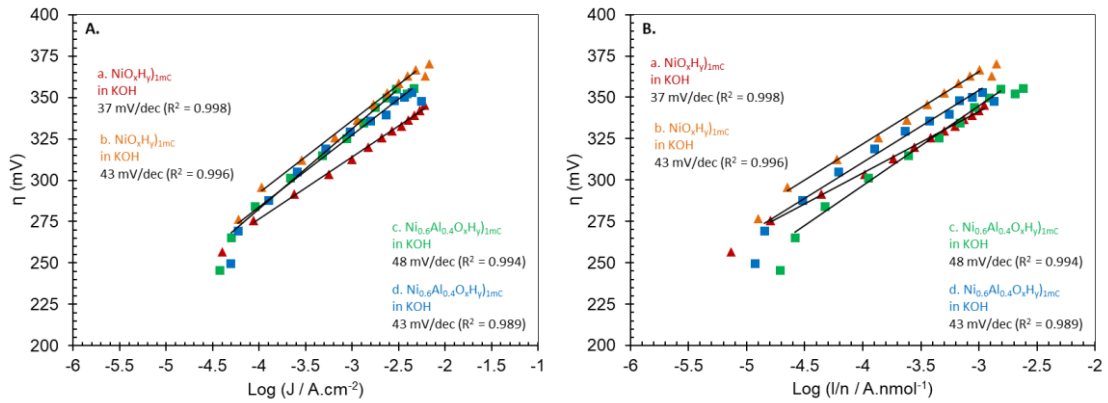 A.
a. NiOxHy)1mC
in KOH
37 mV/dec (R² = 0.998)
b. NiOxHy)1mC
in KOH
43 mV/dec (R² = 0.996)
c. Ni0.6Al0.4OxHy)1mC
in KOH
48 mV/dec (R² = 0.994)
d. Ni0.6Al0.4OxHy)1mC
in KOH
43 mV/dec (R² = 0.989)
η (mV)
400
375
350
325
300
275
250
225
200
-6 -5.5 -5 -4.5 -4 -3.5 -3 -2.5 -2 -1.5 -1
Log (J / A.cm⁻²)
B.
a. NiOxHy)1mC
in KOH
37 mV/dec (R² = 0.998)
b. NiOxHy)1mC
in KOH
43 mV/dec (R² = 0.996)
c. Ni0.6Al0.4OxHy)1mC
in KOH
48 mV/dec (R² = 0.994)
d. Ni0.6Al0.4OxHy)1mC
in KOH
43 mV/dec (R² = 0.989)
η (mV)
400
375
350
325
300
275
250
225
200
-6 -5.5 -5 -4.5 -4 -3.5 -3 -2.5 -2
Log (I/n / A.nmol⁻¹)